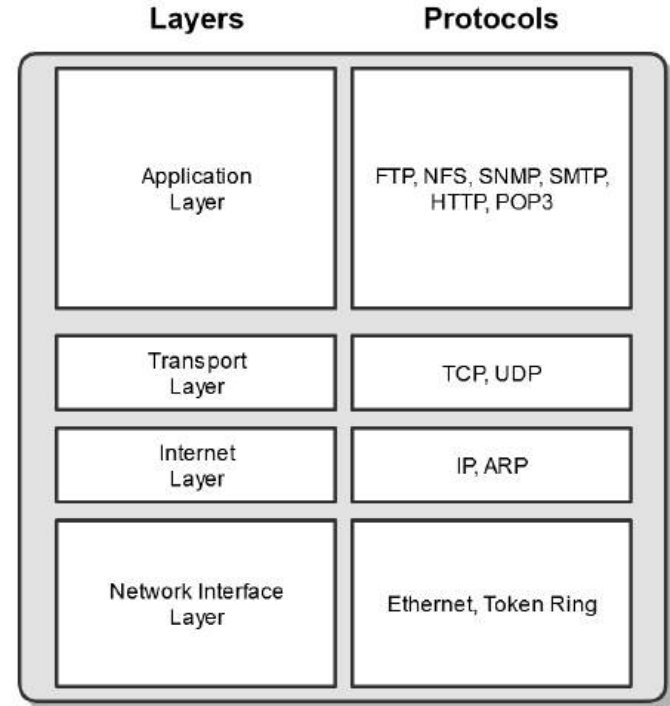 Layers
Protocols
Application
Layer
FTP, NFS, SNMP, SMTP,
HTTP, POP3
Transport
Layer
TCP, UDP
Internet
Layer
IP, ARP
Network Interface
Layer
Ethernet, Token Ring